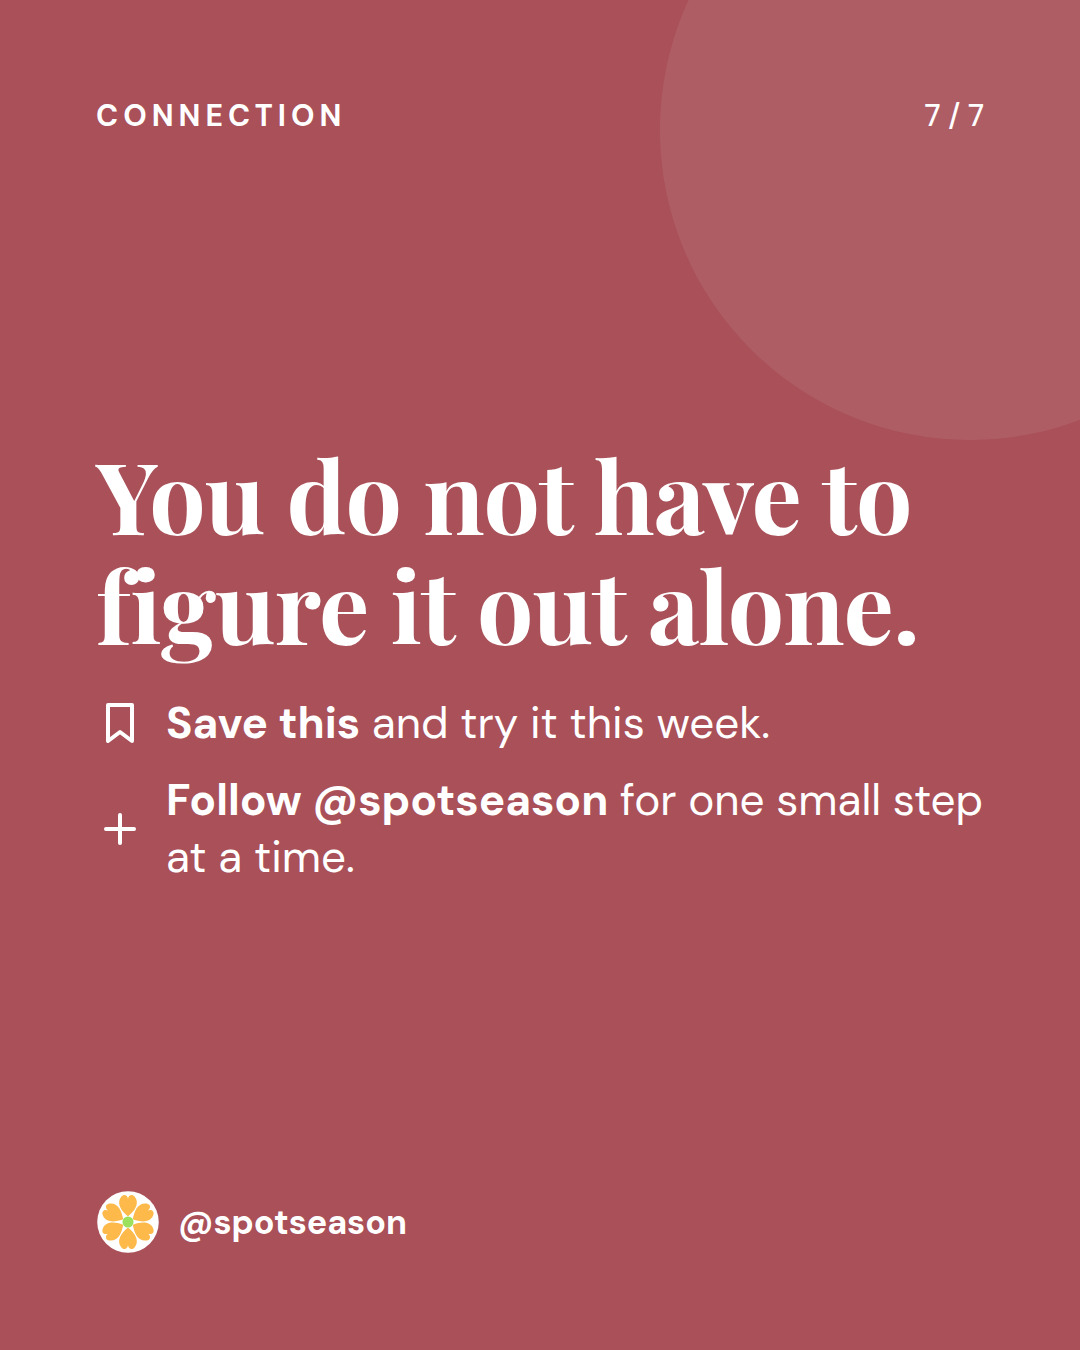 CONNECTION
7 / 7
You do not have to
figure it out alone.
Save this and try it this week.
Follow @spotseason for one small step
at a time.
@spotseason